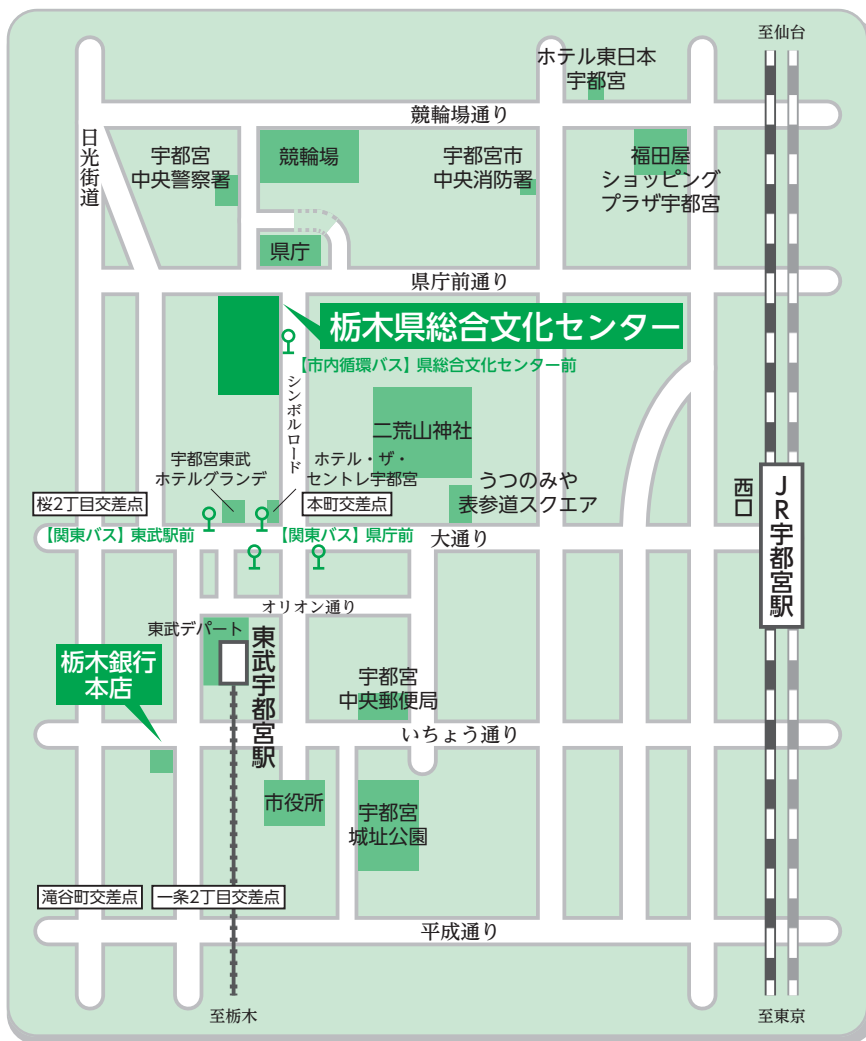 至仙台
ホテル東日本
宇都宮
競輪場通り
日光街道
宇都宮
中央警察署
競輪場
宇都宮市
中央消防署
福田屋
ショッピング
プラザ宇都宮
県庁
県庁前通り
栃木県総合文化センター
【市内循環バス】県総合文化センター前
シンボルロード
二荒山神社
宇都宮東武
ホテルグランデ
ホテル・ザ・
セントレ宇都宮
うつのみや
表参道スクエア
桜2丁目交差点
本町交差点
西口
JR宇都宮駅
【関東バス】東武駅前
【関東バス】県庁前
大通り
オリオン通り
東武デパート
東武宇都宮駅
栃木銀行
本店
宇都宮
中央郵便局
いちょう通り
市役所
宇都宮
城址公園
滝谷町交差点
一条2丁目交差点
平成通り
至栃木
至東京